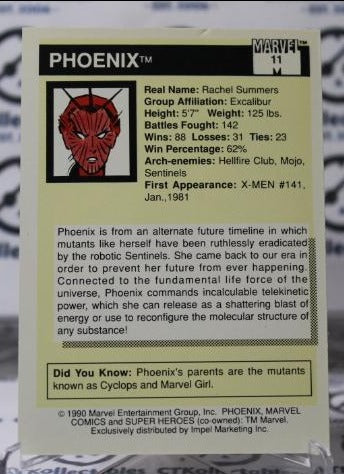 PHOENIX™
MARVEL™
11
Real Name: Rachel Summers
Group Affiliation: Excalibur
Height: 5'7" Weight: 125 lbs.
Battles Fought: 142
Wins: 88 Losses: 31 Ties: 23
Win Percentage: 62%
Arch-enemies: Hellfire Club, Mojo,
Sentinels
First Appearance: X-MEN #141,
Jan.,1981
Phoenix is from an alternate future timeline in which
mutants like herself have been ruthlessly eradicated
by the robotic Sentinels. She came back to our era
in order to prevent her future from ever happening.
Connected to the fundamental life force of the
universe, Phoenix commands incalculable telekinetic
power, which she can release as a shattering blast of
energy or use to reconfigure the molecular structure of
any substance!
Did You Know: Phoenix's parents are the mutants
known as Cyclops and Marvel Girl.
© 1990 Marvel Entertainment Group, Inc. PHOENIX, MARVEL
COMICS and SUPER HEROES (co-owned): TM Marvel.
Exclusively distributed by Impel Marketing Inc.